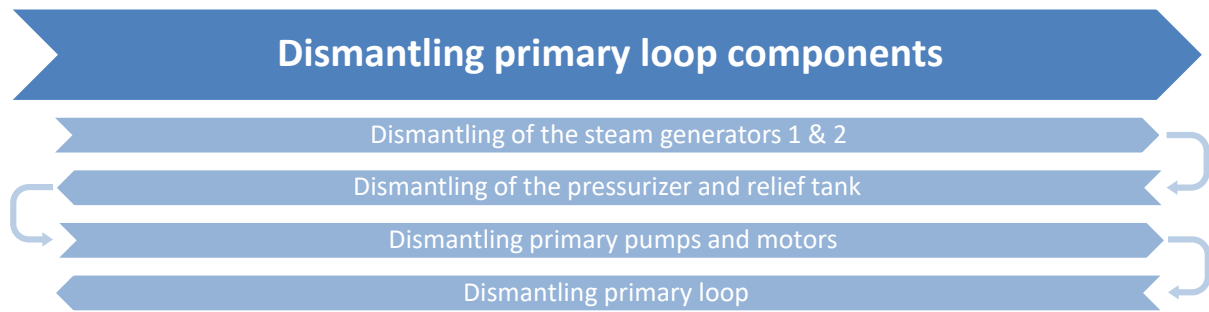 Dismantling primary loop components
Dismantling of the steam generators 1 & 2
Dismantling of the pressurizer and relief tank
Dismantling primary pumps and motors
Dismantling primary loop